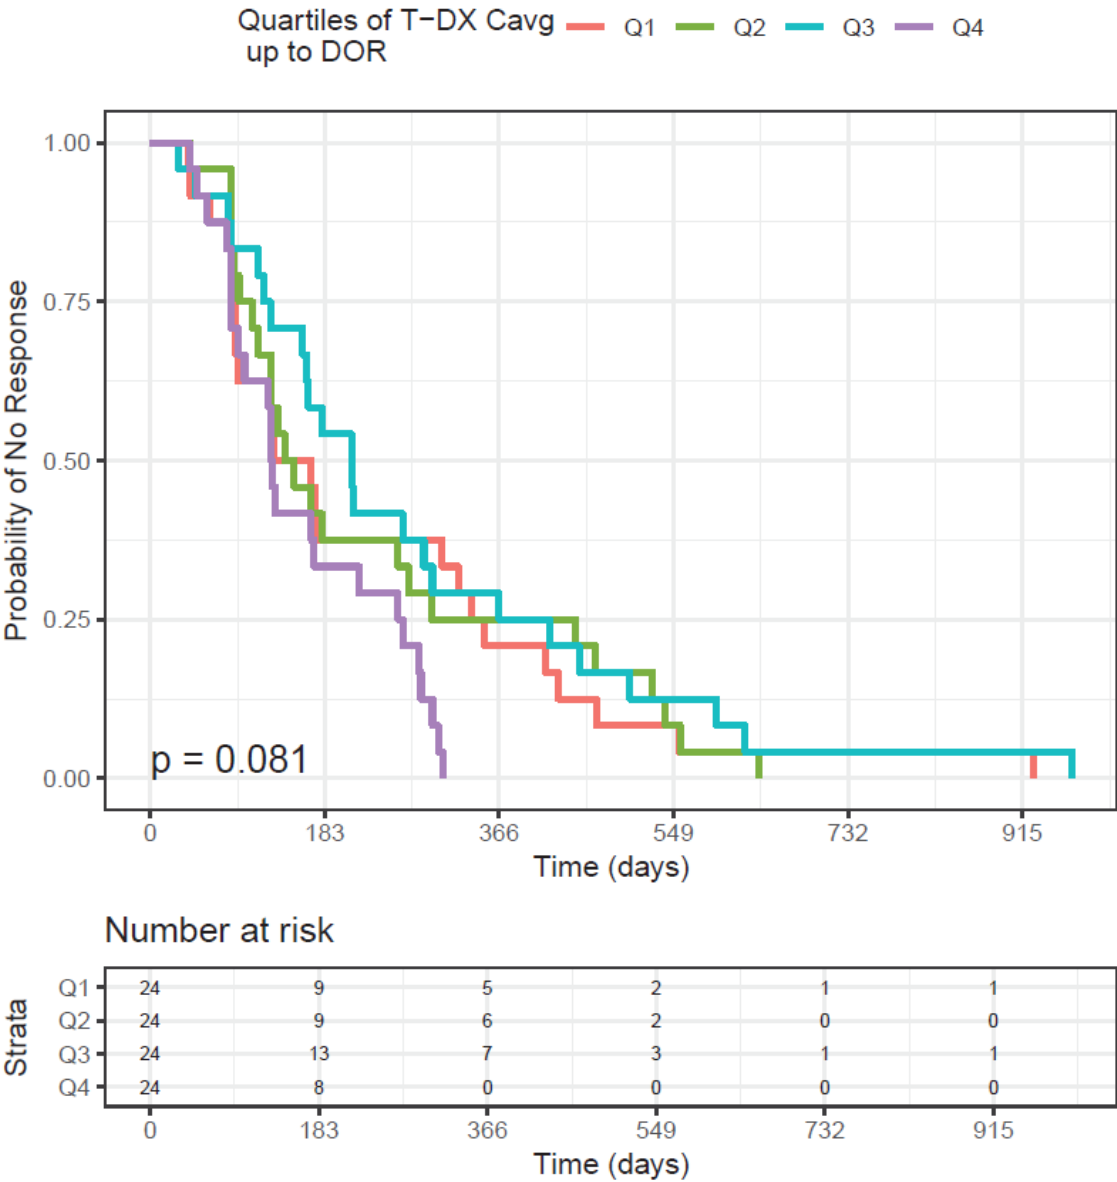 Quartiles of T−DX Cavg
up to DOR
Q1 Q2 Q3 Q4
Probability of No Response
1.00
0.75
0.50
0.25
0.00
p = 0.081
0 183 366 549 732 915
Time (days)
Number at risk
Strata
Q1 24 9 5 2 1 1
Q2 24 9 6 2 0 0
Q3 24 13 7 3 1 1
Q4 24 8 0 0 0 0
0 183 366 549 732 915
Time (days)